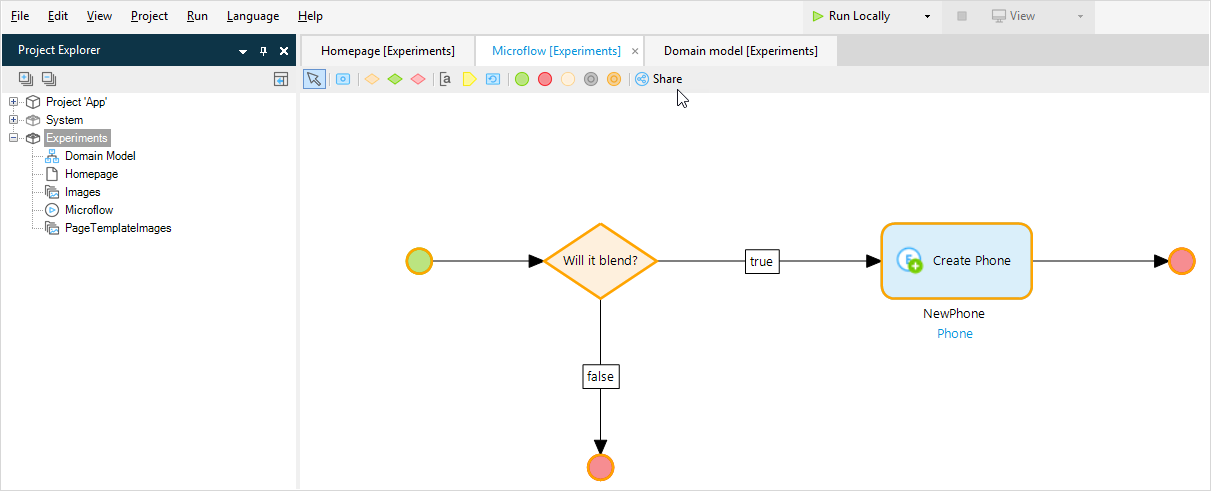 File Edit View Project Run Language Help Run Locally View
Project Explorer
Homepage [Experiments] Microflow [Experiments] Domain model [Experiments]
Share
Project 'App'
System
Experiments
Domain Model
Homepage
Images
Microflow
PageTemplateImages
Will it blend? true Create Phone
NewPhone
Phone
false